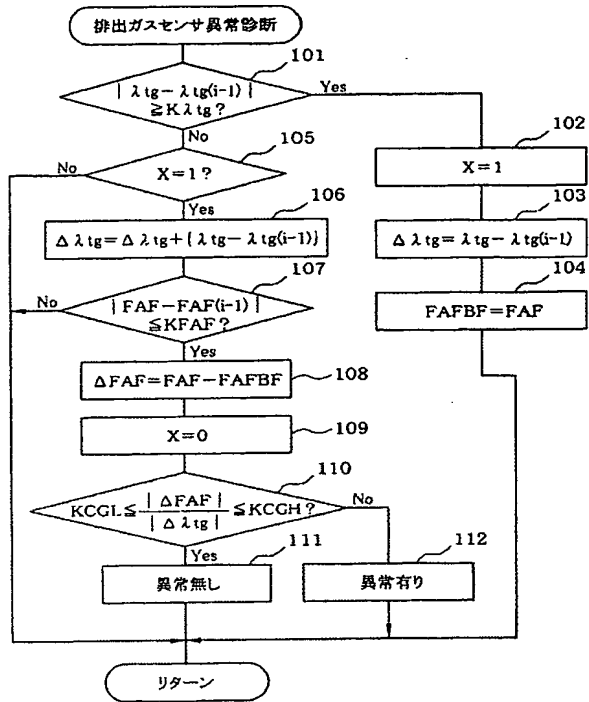 排出ガスセンサ異常診断
101
| λtg－λtg(i-1) |
≧Kλtg?
Yes
No
105
102
No
X=1?
X=1
Yes
106
103
Δλtg=Δλtg+{λtg－λtg(i-1)}
Δλtg=λtg－λtg(i-1)
107
104
No
| FAF－FAF(i-1) |
≦KFAF?
FAFBF=FAF
Yes
108
ΔFAF=FAF－FAFBF
109
X=0
110
KCGL≦ | ΔFAF | / | Δλtg | ≦KCGH?
No
Yes
111
112
異常無し
異常有り
リターン